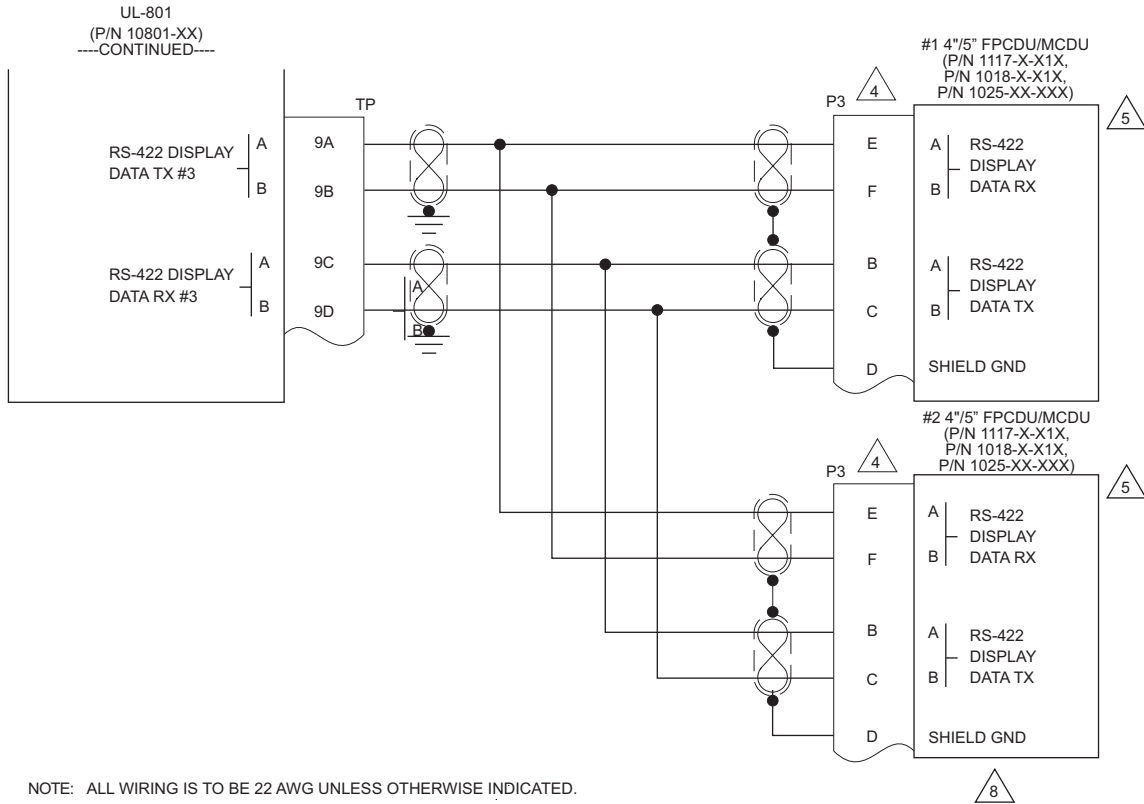 UL-801
(P/N 10801-XX)
----CONTINUED----
TP
RS-422 DISPLAY
DATA TX #3
A
B
9A
9B
RS-422 DISPLAY
DATA RX #3
A
B
9C
9D
A
B
#1 4"/5” FPCDU/MCDU
(P/N 1117-X-X1X,
P/N 1018-X-X1X,
P/N 1025-XX-XXX)
P3
4
5
E
F
A
B
RS-422
DISPLAY
DATA RX
B
C
A
B
RS-422
DISPLAY
DATA TX
D
SHIELD GND
#2 4"/5” FPCDU/MCDU
(P/N 1117-X-X1X,
P/N 1018-X-X1X,
P/N 1025-XX-XXX)
P3
4
5
E
F
A
B
RS-422
DISPLAY
DATA RX
B
C
A
B
RS-422
DISPLAY
DATA TX
D
SHIELD GND
8
NOTE: ALL WIRING IS TO BE 22 AWG UNLESS OTHERWISE INDICATED.